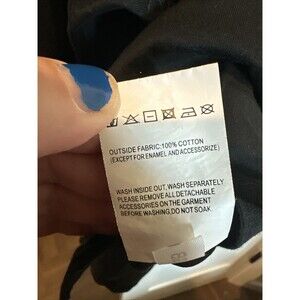 OUTSIDE FABRIC:100% COTTON
(EXCEPT FOR ENAMEL AND ACCESSORIZE)
WASH INSIDE OUT, WASH SEPARATELY
PLEASE REMOVE ALL DETACHABLE
ACCESSORIES ON THE GARMENT
BEFORE WASHING,DO NOT SOAK